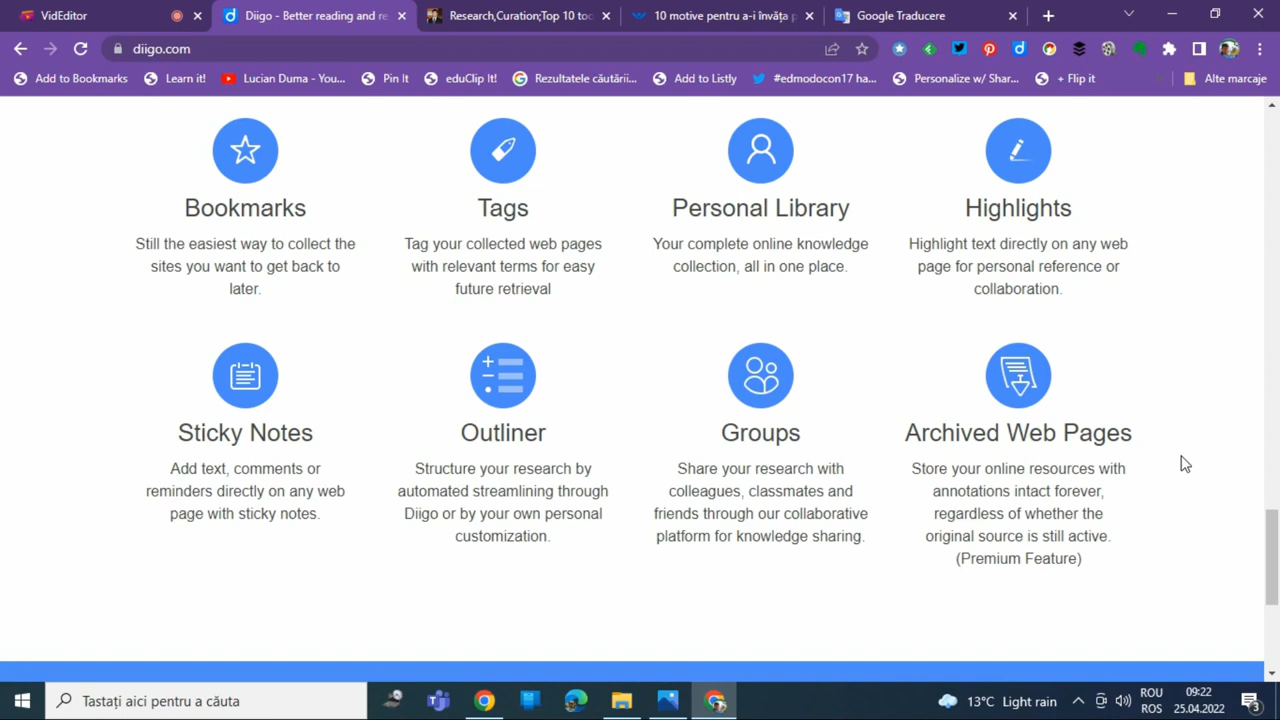 VidEditor
Diigo - Better reading and re
Research,Curation;Top 10 too
10 motive pentru a-i învăța p
Google Traducere
diigo.com
Add to Bookmarks
Learn it!
Lucian Duma - You...
Pin It
eduClip It!
Rezultatele căutării...
Add to Listly
#edmodocon17 ha...
Personalize w/ Shar...
+ Flip it
Alte marcaje
Bookmarks
Still the easiest way to collect the
sites you want to get back to
later.
Tags
Tag your collected web pages
with relevant terms for easy
future retrieval
Personal Library
Your complete online knowledge
collection, all in one place.
Highlights
Highlight text directly on any web
page for personal reference or
collaboration.
Sticky Notes
Add text, comments or
reminders directly on any web
page with sticky notes.
Outliner
Structure your research by
automated streamlining through
Diigo or by your own personal
customization.
Groups
Share your research with
colleagues, classmates and
friends through our collaborative
platform for knowledge sharing.
Archived Web Pages
Store your online resources with
annotations intact forever,
regardless of whether the
original source is still active.
(Premium Feature)
Tastați aici pentru a căuta
13°C Light rain
ROU
ROS
09:22
25.04.2022
3